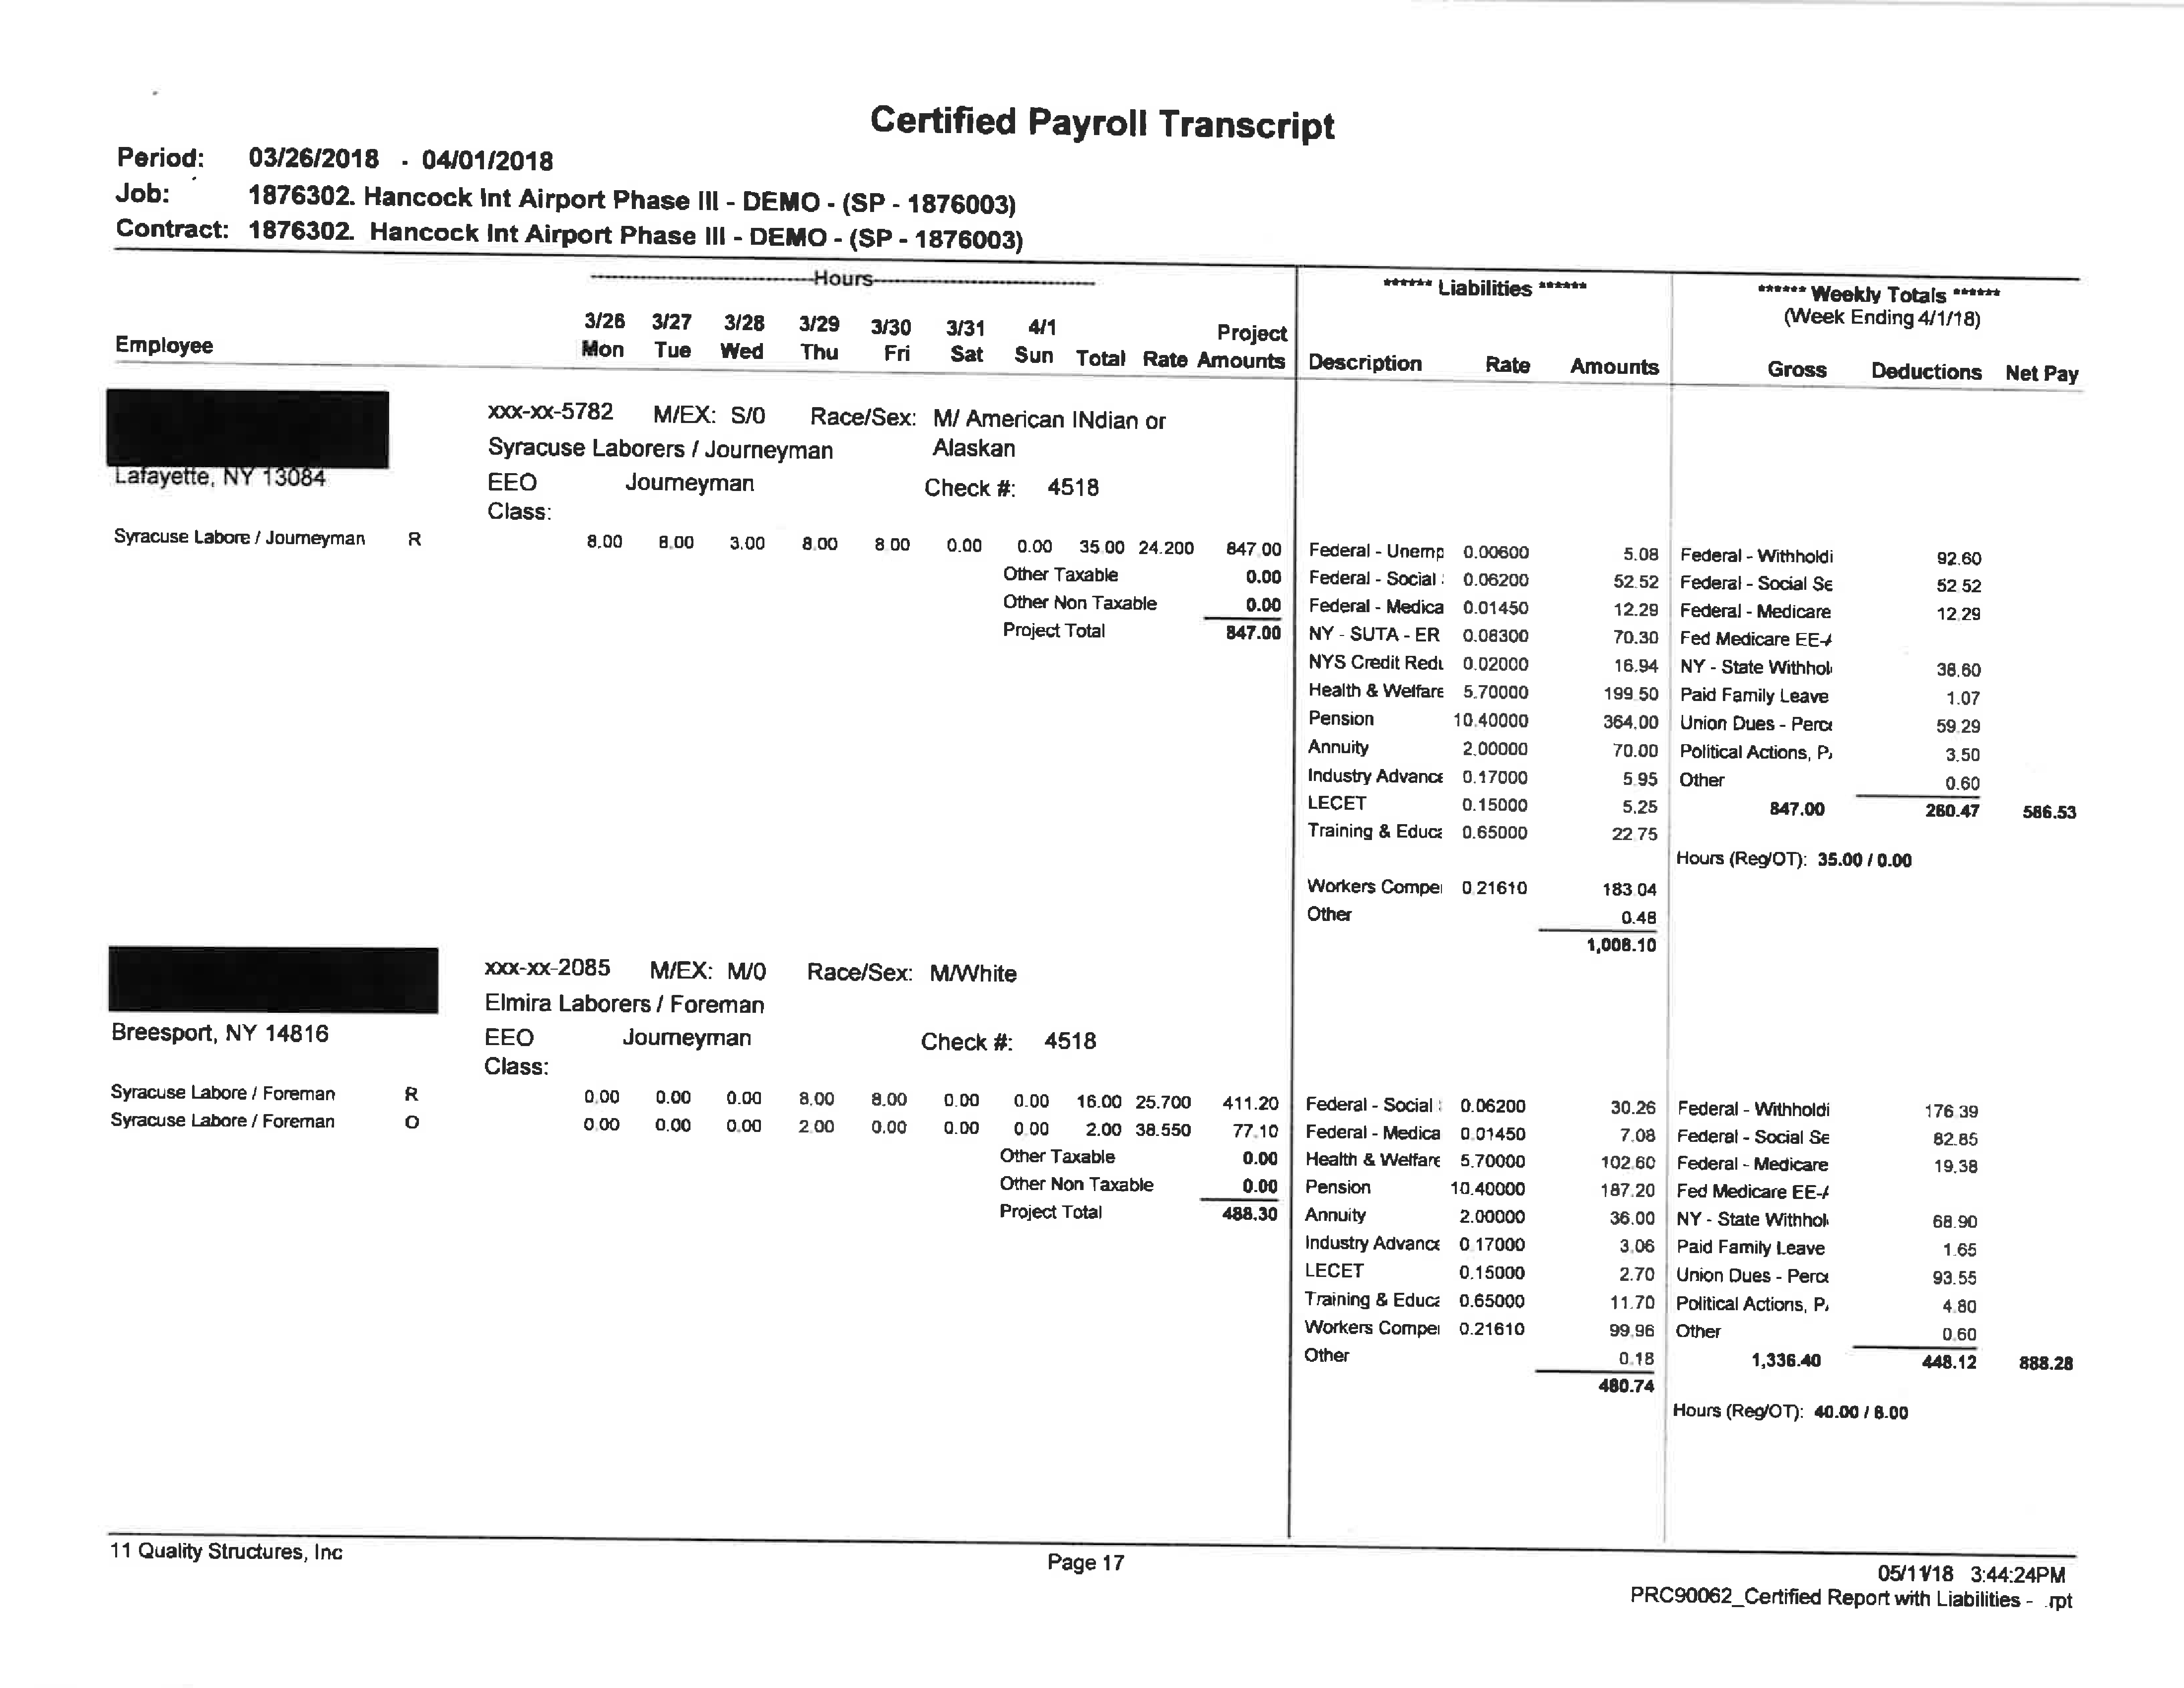 Certified Payroll Transcript
Period: 03/26/2018 - 04/01/2018
Job: 1876302. Hancock Int Airport Phase III - DEMO - (SP - 1876003)
Contract: 1876302. Hancock Int Airport Phase III - DEMO - (SP - 1876003)
Hours
****** Liabilities ******
****** Weekly Totals ******
(Week Ending 4/1/18)
3/26 3/27 3/28 3/29 3/30 3/31 4/1 Project
Employee Mon Tue Wed Thu Fri Sat Sun Total Rate Amounts Description Rate Amounts Gross Deductions Net Pay
xxx-xx-5782 M/EX: S/0 Race/Sex: M/ American INdian or
Syracuse Laborers / Journeyman Alaskan
Lafayette, NY 13084 EEO Journeyman Check #: 4518
Class:
Syracuse Labore / Journeyman R 8.00 8.00 3.00 8.00 8.00 0.00 0.00 35.00 24.200 847.00 Federal - Unemp 0.00600 5.08 Federal - Withholdi 92.60
Other Taxable 0.00 Federal - Social 0.06200 52.52 Federal - Social Se 52.52
Other Non Taxable 0.00 Federal - Medica 0.01450 12.29 Federal - Medicare 12.29
Project Total 847.00 NY - SUTA - ER 0.08300 70.30 Fed Medicare EE-A
NYS Credit Redu 0.02000 16.94 NY - State Withhol 38.60
Health & Welfare 5.70000 199.50 Paid Family Leave 1.07
Pension 10.40000 364.00 Union Dues - Perce 59.29
Annuity 2.00000 70.00 Political Actions, P 3.50
Industry Advance 0.17000 5.95 Other 0.60
LECET 0.15000 5.25 847.00 260.47 586.53
Training & Educa 0.65000 22.75
Hours (Reg/OT): 35.00 / 0.00
Workers Compe 0.21610 183.04
Other 0.48
1,008.10
xxx-xx-2085 M/EX: M/0 Race/Sex: M/White
Elmira Laborers / Foreman
Breesport, NY 14816 EEO Journeyman Check #: 4518
Class:
Syracuse Labore / Foreman R 0.00 0.00 0.00 8.00 8.00 0.00 0.00 16.00 25.700 411.20 Federal - Social 0.06200 30.26 Federal - Withholdi 176.39
Syracuse Labore / Foreman O 0.00 0.00 0.00 2.00 0.00 0.00 0.00 2.00 38.550 77.10 Federal - Medica 0.01450 7.08 Federal - Social Se 82.85
Other Taxable 0.00 Health & Welfare 5.70000 102.60 Federal - Medicare 19.38
Other Non Taxable 0.00 Pension 10.40000 187.20 Fed Medicare EE-A
Project Total 488.30 Annuity 2.00000 36.00 NY - State Withhol 68.90
Industry Advance 0.17000 3.06 Paid Family Leave 1.65
LECET 0.15000 2.70 Union Dues - Perce 93.55
Training & Educa 0.65000 11.70 Political Actions, P 4.80
Workers Compe 0.21610 99.96 Other 0.60
Other 0.18 1,336.40 448.12 888.28
480.74
Hours (Reg/OT): 40.00 / 8.00
11 Quality Structures, Inc
Page 17
05/11/18 3:44:24PM
PRC90062_Certified Report with Liabilities - .rpt